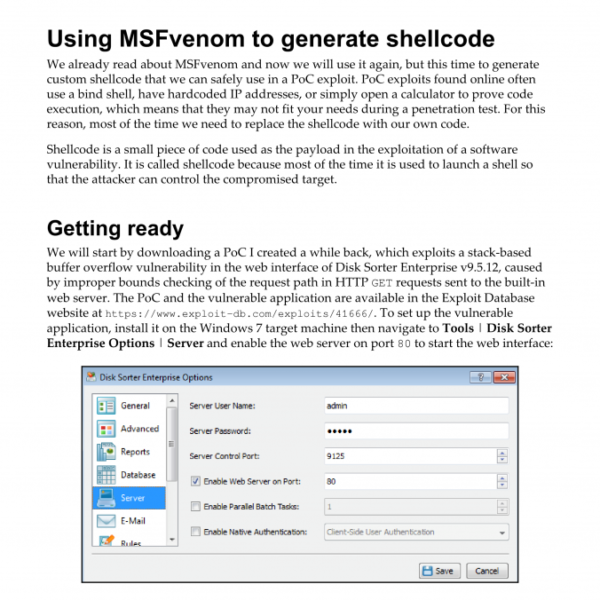 Using MSFvenom to generate shellcode
We already read about MSFvenom and now we will use it again, but this time to generate
custom shellcode that we can safely use in a PoC exploit. PoC exploits found online often
use a bind shell, have hardcoded IP addresses, or simply open a calculator to prove code
execution, which means that they may not fit your needs during a penetration test. For this
reason, most of the time we need to replace the shellcode with our own code.
Shellcode is a small piece of code used as the payload in the exploitation of a software
vulnerability. It is called shellcode because most of the time it is used to launch a shell so
that the attacker can control the compromised target.
Getting ready
We will start by downloading a PoC I created a while back, which exploits a stack-based
buffer overflow vulnerability in the web interface of Disk Sorter Enterprise v9.5.12, caused
by improper bounds checking of the request path in HTTP GET requests sent to the built-in
web server. The PoC and the vulnerable application are available in the Exploit Database
website at https://www.exploit-db.com/exploits/41666/. To set up the vulnerable
application, install it on the Windows 7 target machine then navigate to Tools | Disk Sorter
Enterprise Options | Server and enable the web server on port 80 to start the web interface:
Disk Sorter Enterprise Options
General
Advanced
Reports
Database
Server
E-Mail
Rules
Server User Name: admin
Server Password: •••••
Server Control Port: 9125
Enable Web Server on Port: 80
Enable Parallel Batch Tasks: 1
Enable Native Authentication: Client-Side User Authentication
Save Cancel